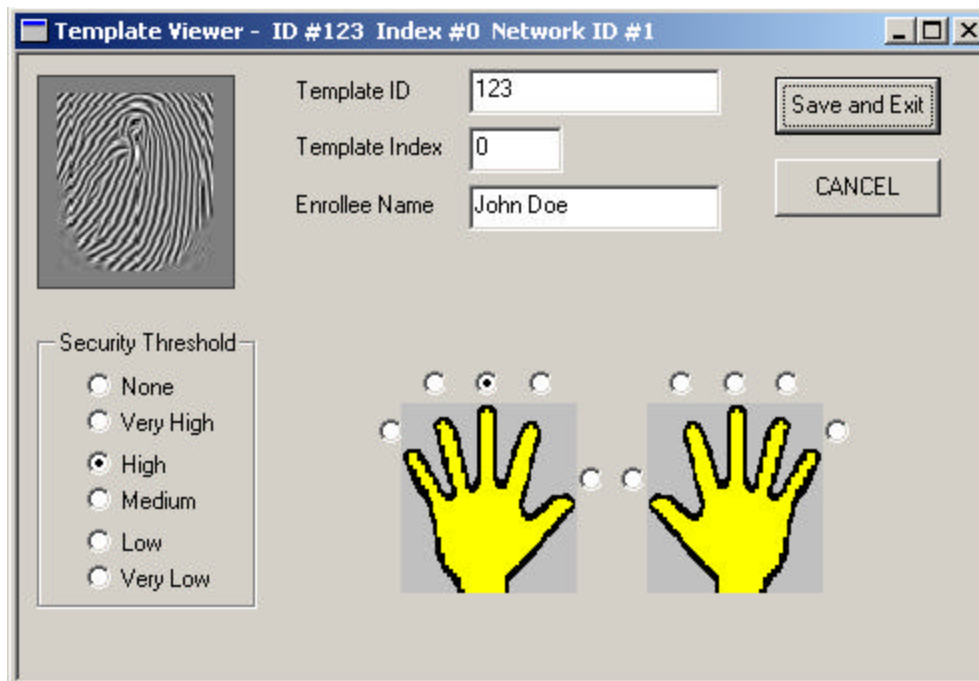 Template Viewer - ID #123 Index #0 Network ID #1
Template ID 123
Save and Exit
Template Index 0
CANCEL
Enrollee Name John Doe
Security Threshold
None
Very High
High
Medium
Low
Very Low